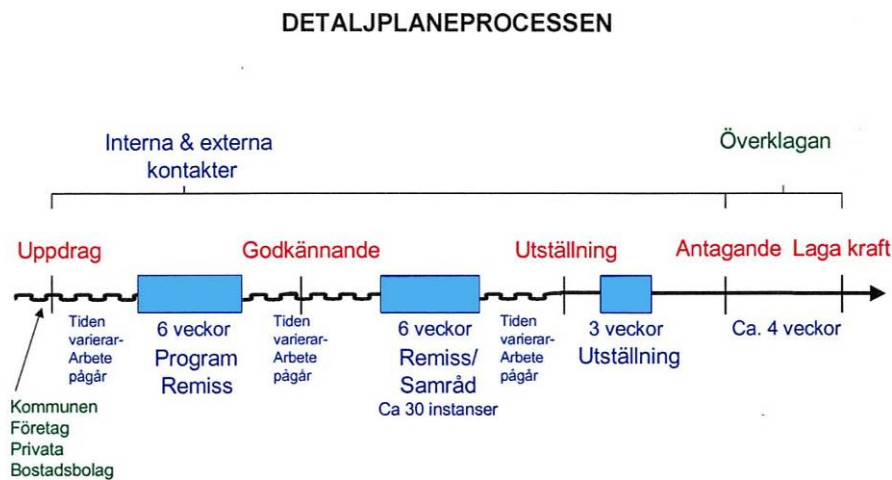 DETALJPLANEPROCESSEN
Interna & externa
kontakter
Överklagan
Uppdrag
Godkännande
Utställning
Antagande
Laga kraft
Tiden
varierar-
Arbete
pågår
6 veckor
Program
Remiss
Tiden
varierar-
Arbete
pågår
6 veckor
Remiss/
Samråd
Ca 30 instanser
Tiden
varierar-
Arbete
pågår
3 veckor
Utställning
Ca. 4 veckor
Kommunen
Företag
Privata
Bostadsbolag